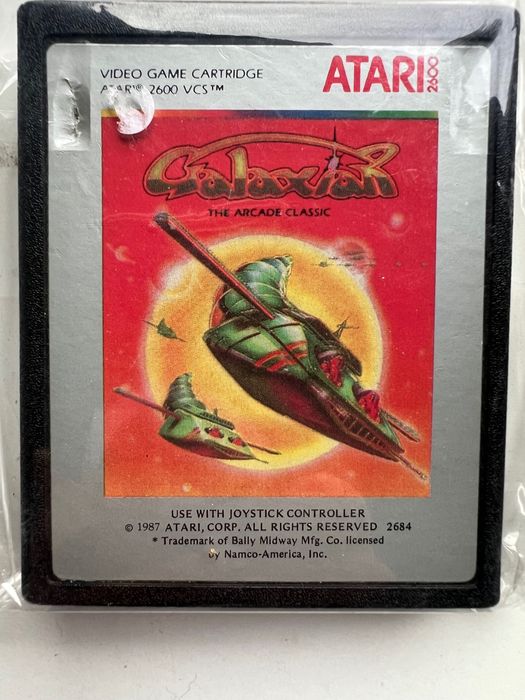 VIDEO GAME CARTRIDGE
ATARI® 2600 VCS™
ATARI
2600
Galaxian
THE ARCADE CLASSIC
USE WITH JOYSTICK CONTROLLER
© 1987 ATARI, CORP. ALL RIGHTS RESERVED 2684
* Trademark of Bally Midway Mfg. Co. licensed
by Namco-America, Inc.